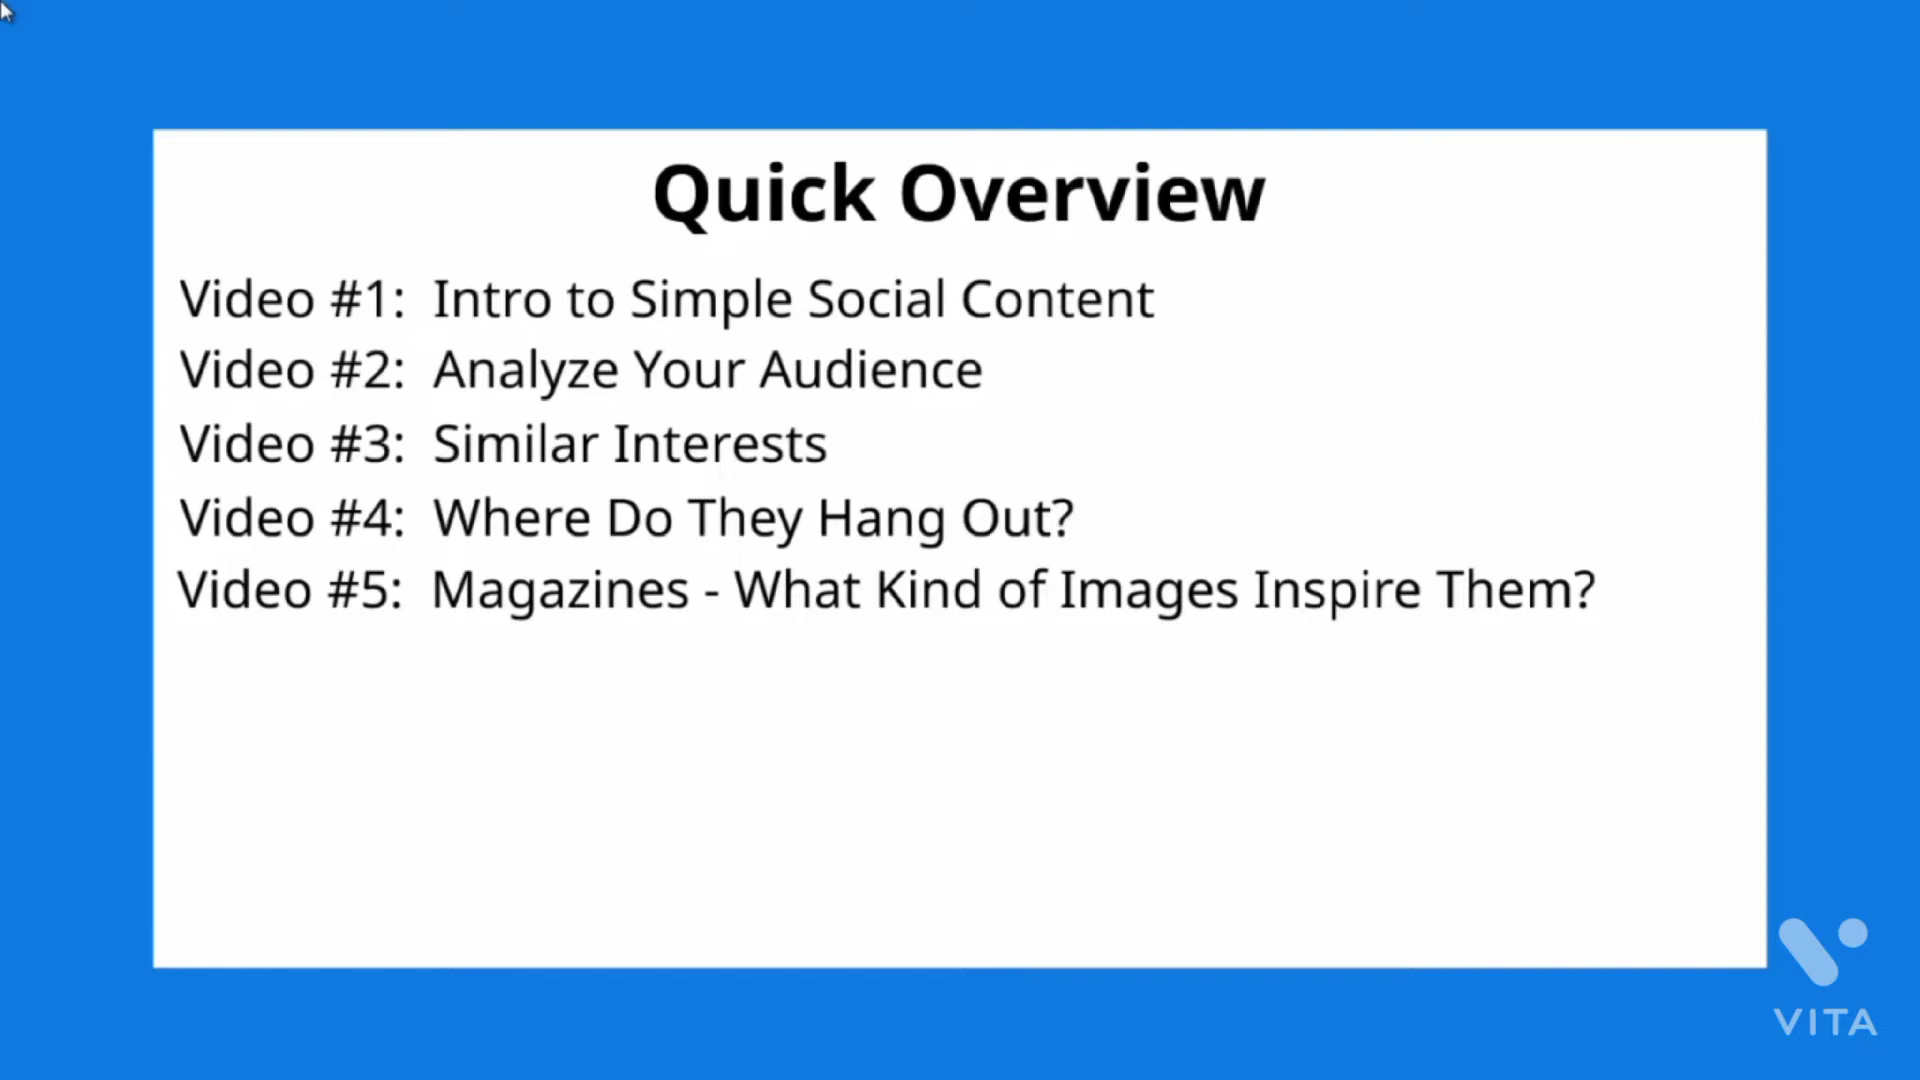 Quick Overview
Video #1: Intro to Simple Social Content
Video #2: Analyze Your Audience
Video #3: Similar Interests
Video #4: Where Do They Hang Out?
Video #5: Magazines - What Kind of Images Inspire Them?
VITA